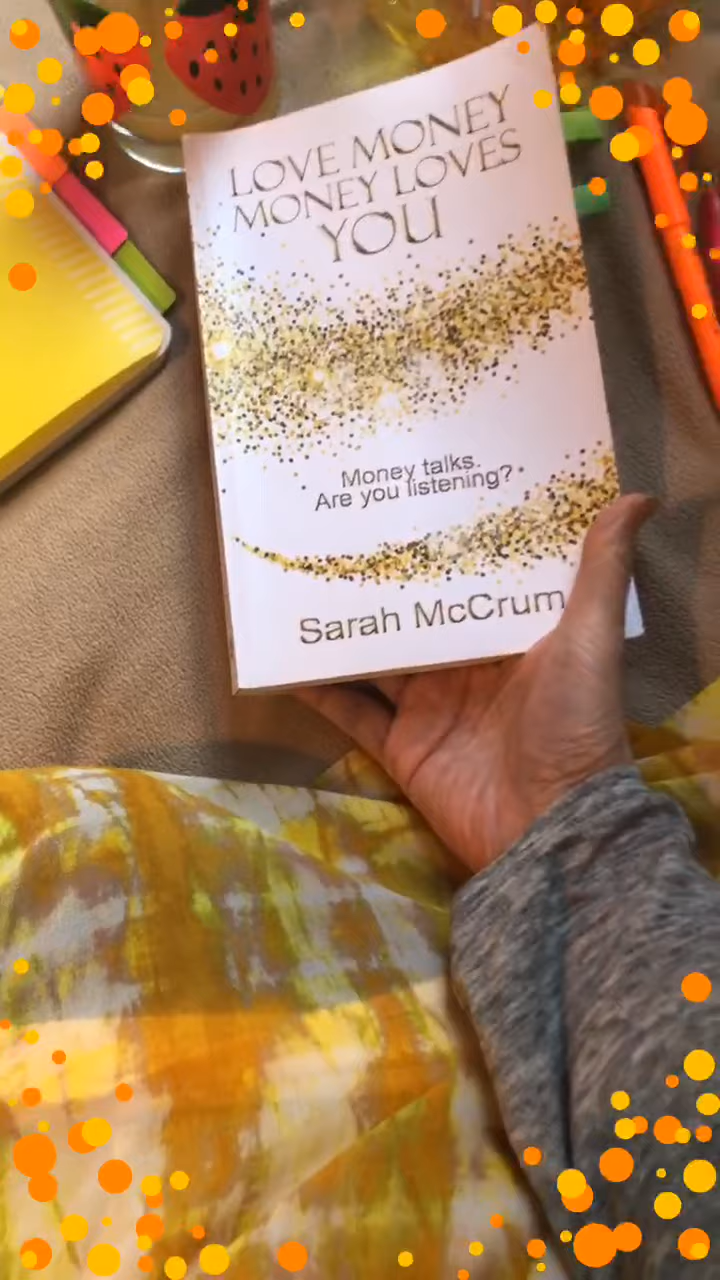 LOVE MONEY
MONEY LOVES
YOU
Money talks.
Are you listening?
Sarah McCrum